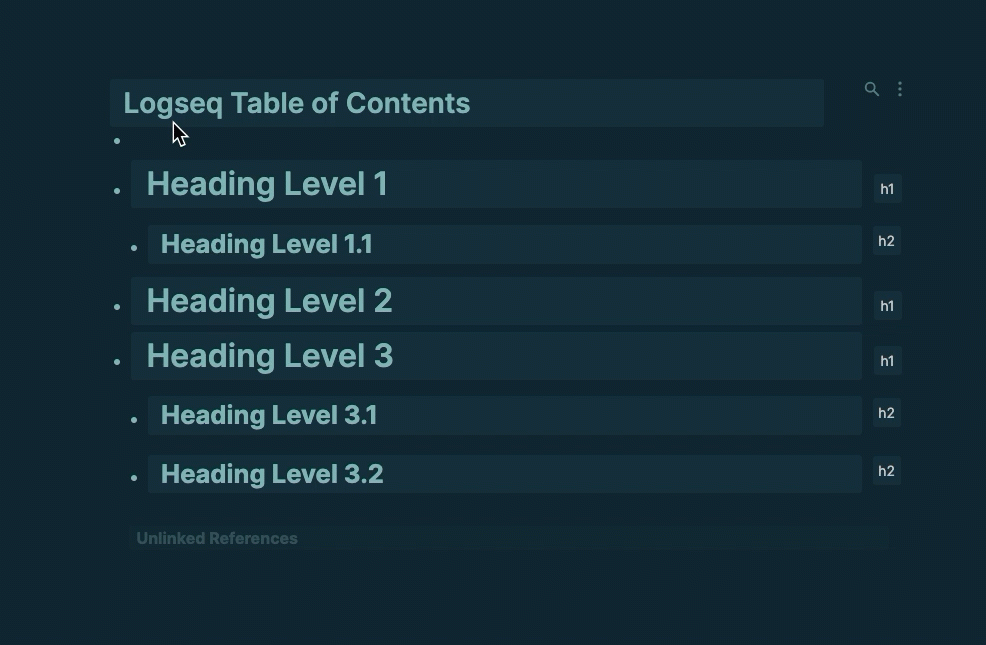 Logseq Table of Contents
Heading Level 1
h1
Heading Level 1.1
h2
Heading Level 2
h1
Heading Level 3
h1
Heading Level 3.1
h2
Heading Level 3.2
h2
Unlinked References